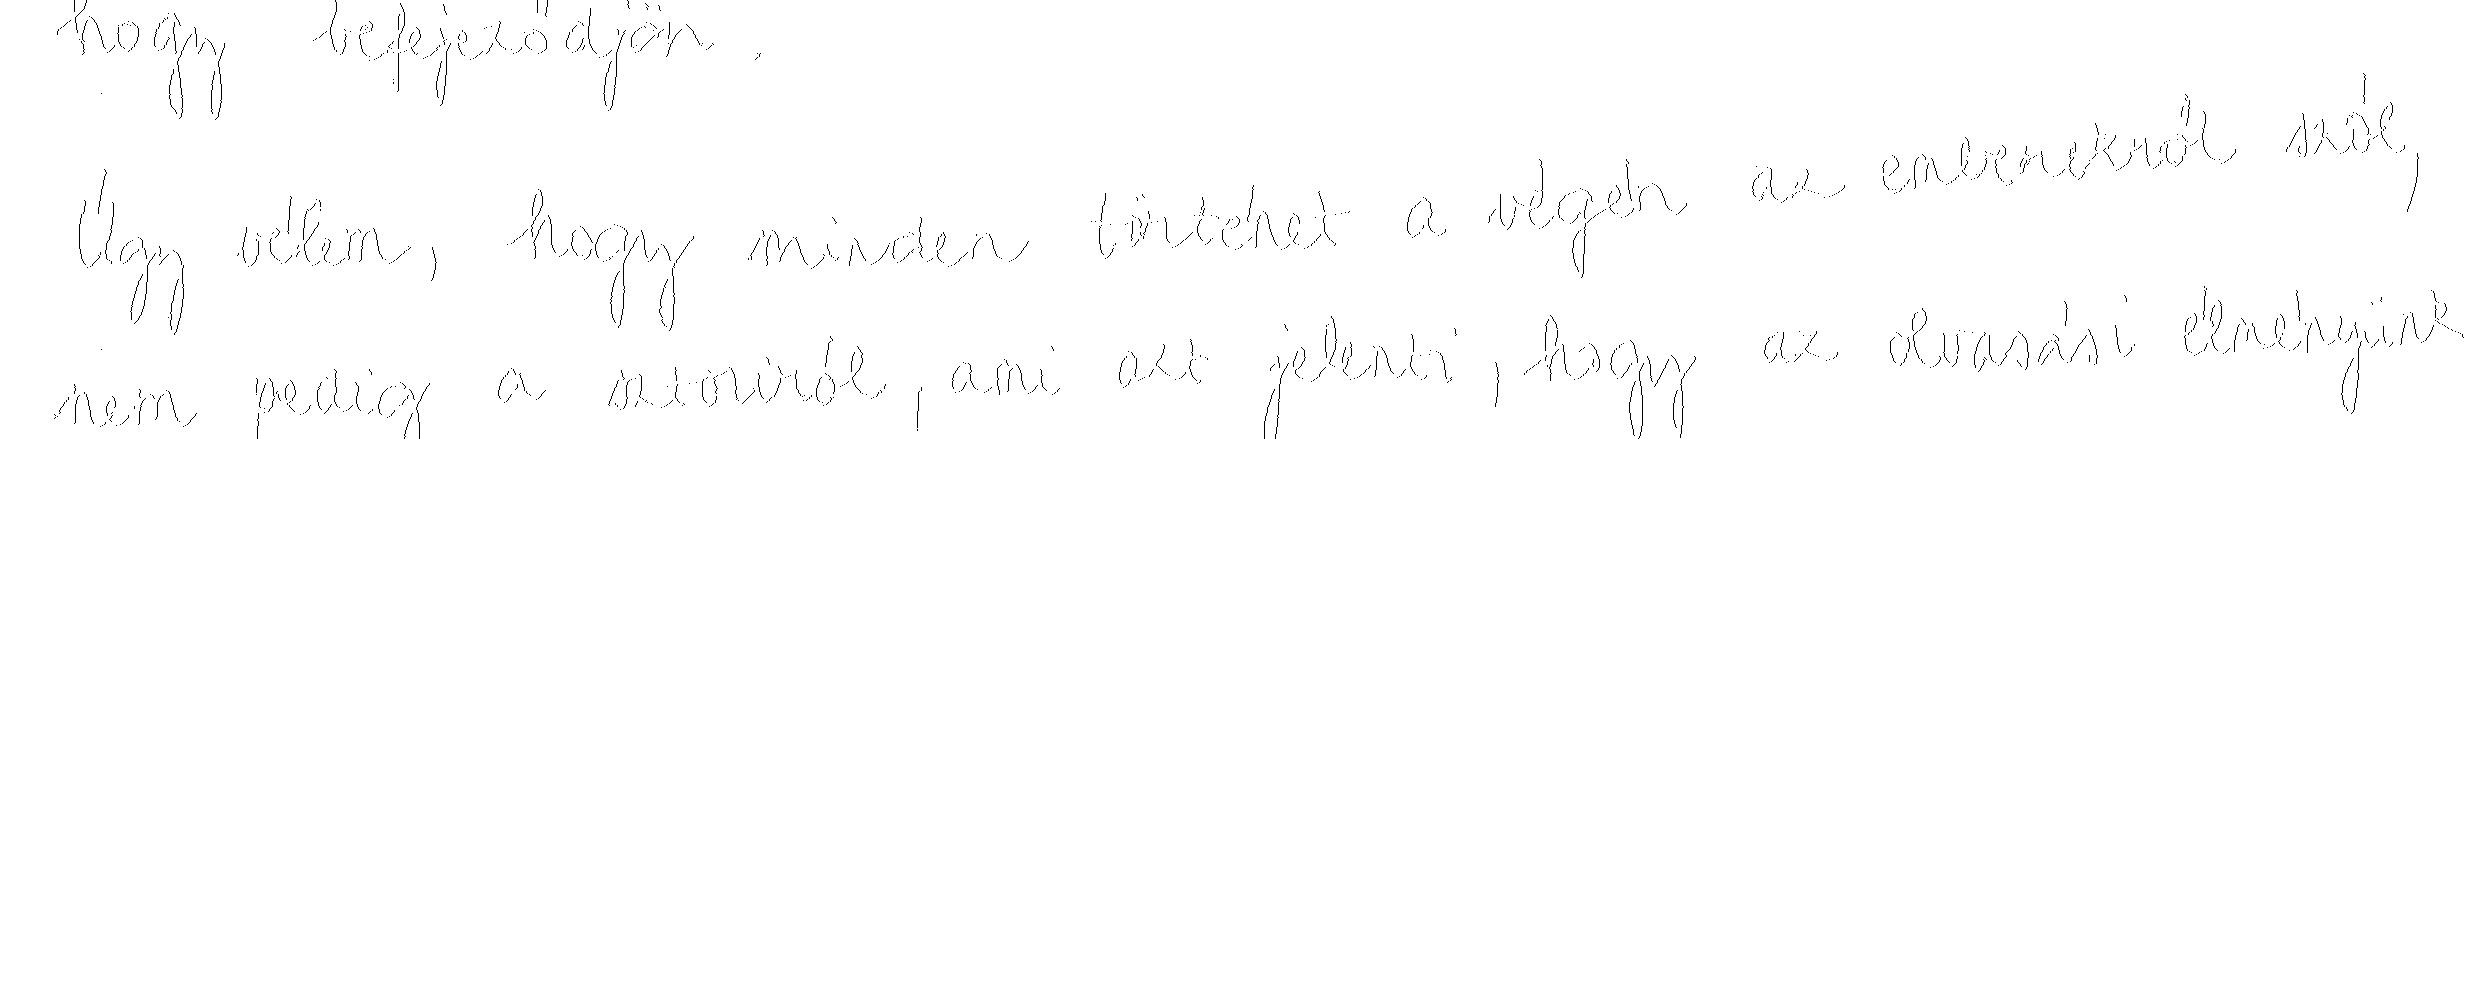 hogy befejeződjön.
Úgy vélem, hogy minden történet a végén az emberekről szól,
nem pedig a sztoriról, ami azt jelenti, hogy az olvasási élményünk